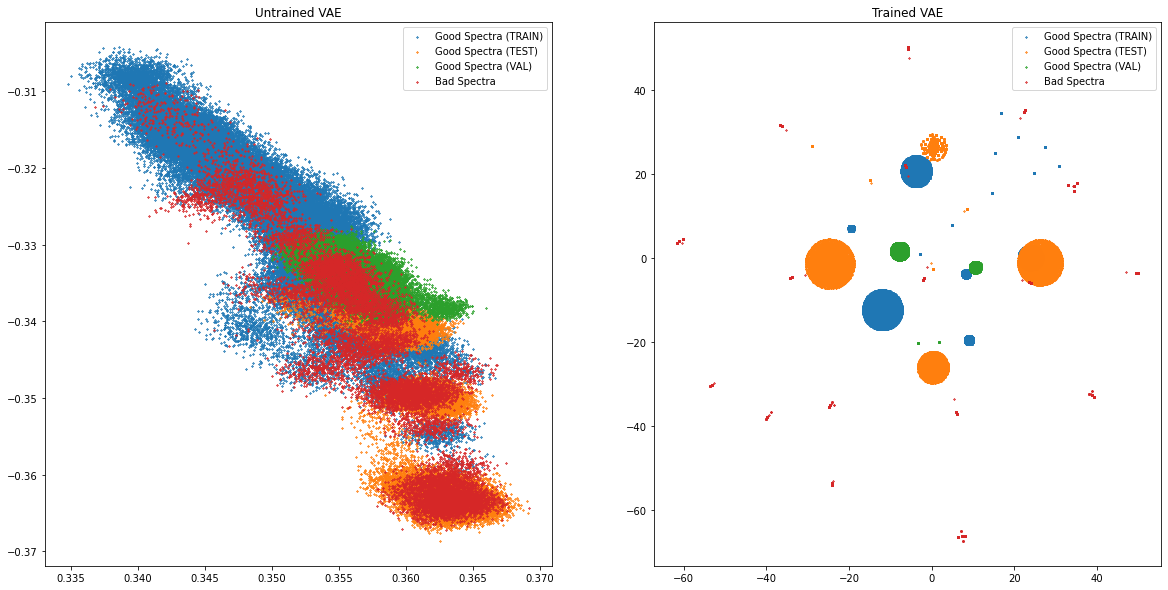 Untrained VAE
Good Spectra (TRAIN)
Good Spectra (TEST)
Good Spectra (VAL)
Bad Spectra
−0.31
−0.32
−0.33
−0.34
−0.35
−0.36
−0.37
0.335 0.340 0.345 0.350 0.355 0.360 0.365 0.370
Trained VAE
Good Spectra (TRAIN)
Good Spectra (TEST)
Good Spectra (VAL)
Bad Spectra
40
20
0
−20
−40
−60
−60 −40 −20 0 20 40